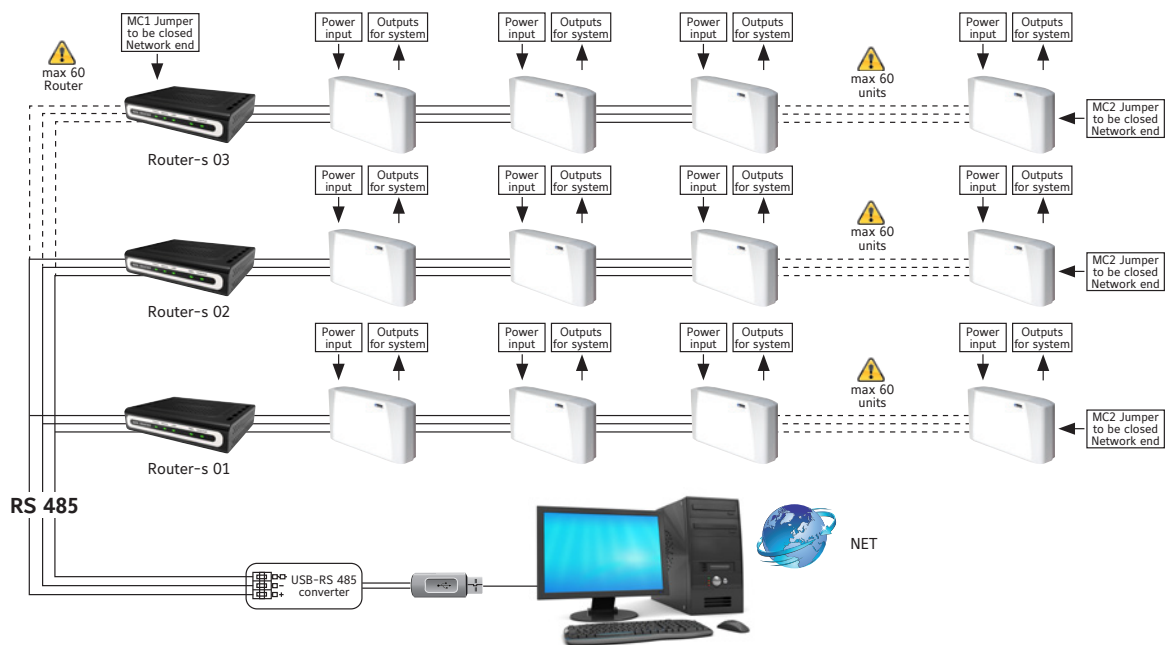 MC1 Jumper
to be closed
Network end
Power
input
Outputs
for system
Power
input
Outputs
for system
Power
input
Outputs
for system
Power
input
Outputs
for system
max 60
Router
max 60
units
MC2 Jumper
to be closed
Network end
Router-s 03
Power
input
Outputs
for system
Power
input
Outputs
for system
Power
input
Outputs
for system
Power
input
Outputs
for system
max 60
units
MC2 Jumper
to be closed
Network end
Router-s 02
Power
input
Outputs
for system
Power
input
Outputs
for system
Power
input
Outputs
for system
Power
input
Outputs
for system
max 60
units
MC2 Jumper
to be closed
Network end
Router-s 01
RS 485
NET
USB-RS 485
converter
-
+